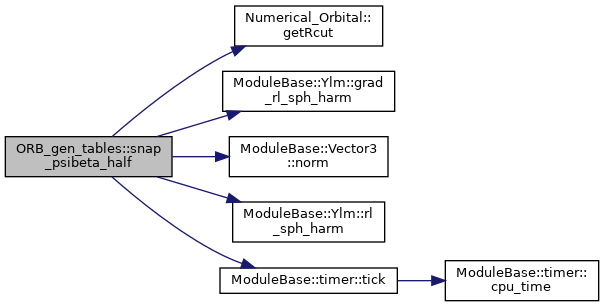 Numerical_Orbital::
getRcut
ModuleBase::Ylm::grad
_rl_sph_harm
ORB_gen_tables::snap
_psibeta_half
ModuleBase::Vector3
::norm
ModuleBase::Ylm::rl
_sph_harm
ModuleBase::timer::tick
ModuleBase::timer::
cpu_time